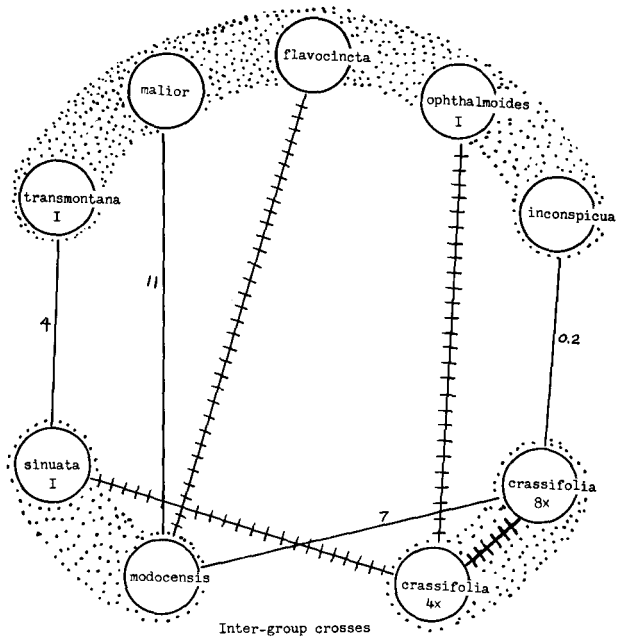 flavocincta
malior
ophthalmoides
I
transmontana
I
inconspicua
11
4
0.2
sinuata
I
crassifolia
8x
7
modocensis
crassifolia
4x
Inter-group crosses